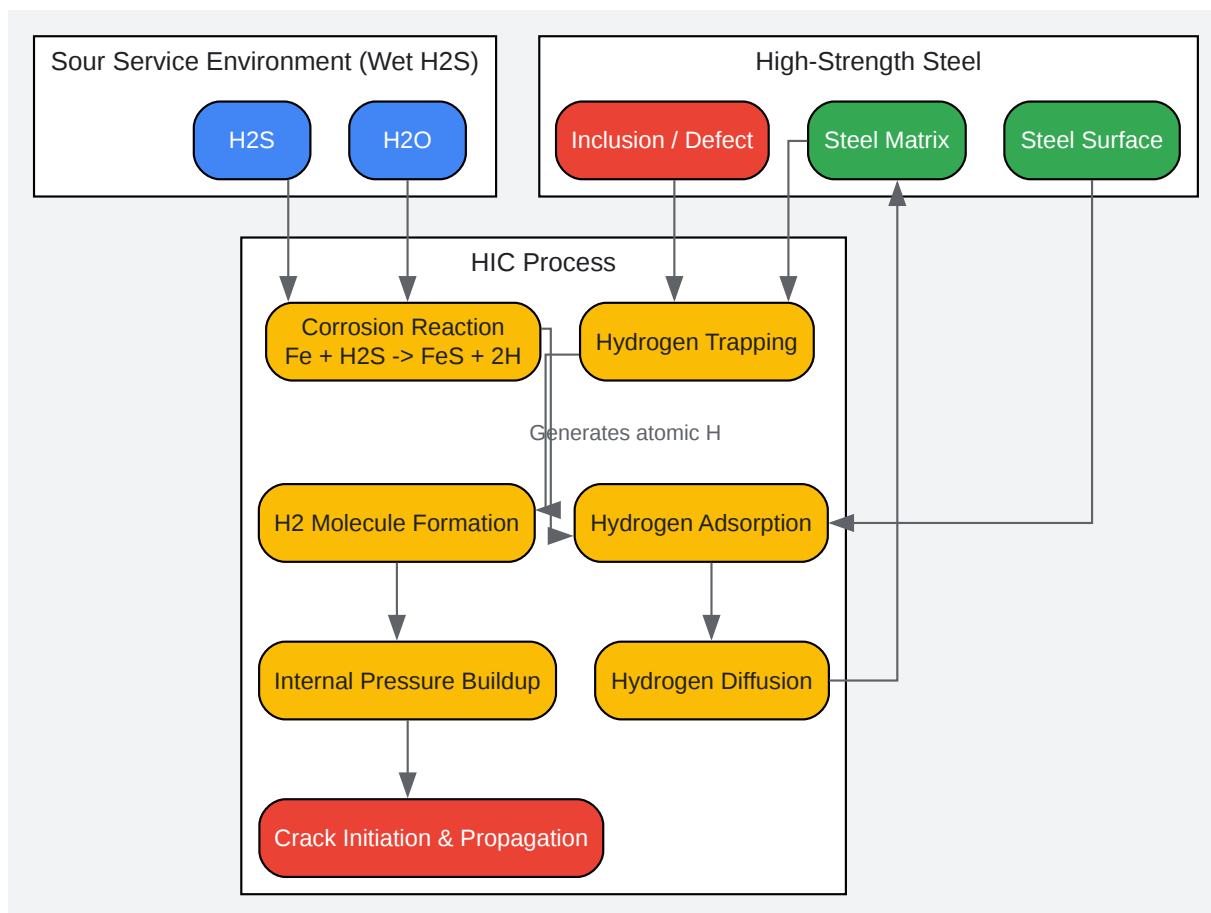 Sour Service Environment (Wet H2S)
H2S
H2O
High-Strength Steel
Inclusion / Defect
Steel Matrix
Steel Surface
HIC Process
Corrosion Reaction
Fe + H2S -> FeS + 2H
Hydrogen Trapping
Generates atomic H
H2 Molecule Formation
Hydrogen Adsorption
Internal Pressure Buildup
Hydrogen Diffusion
Crack Initiation & Propagation